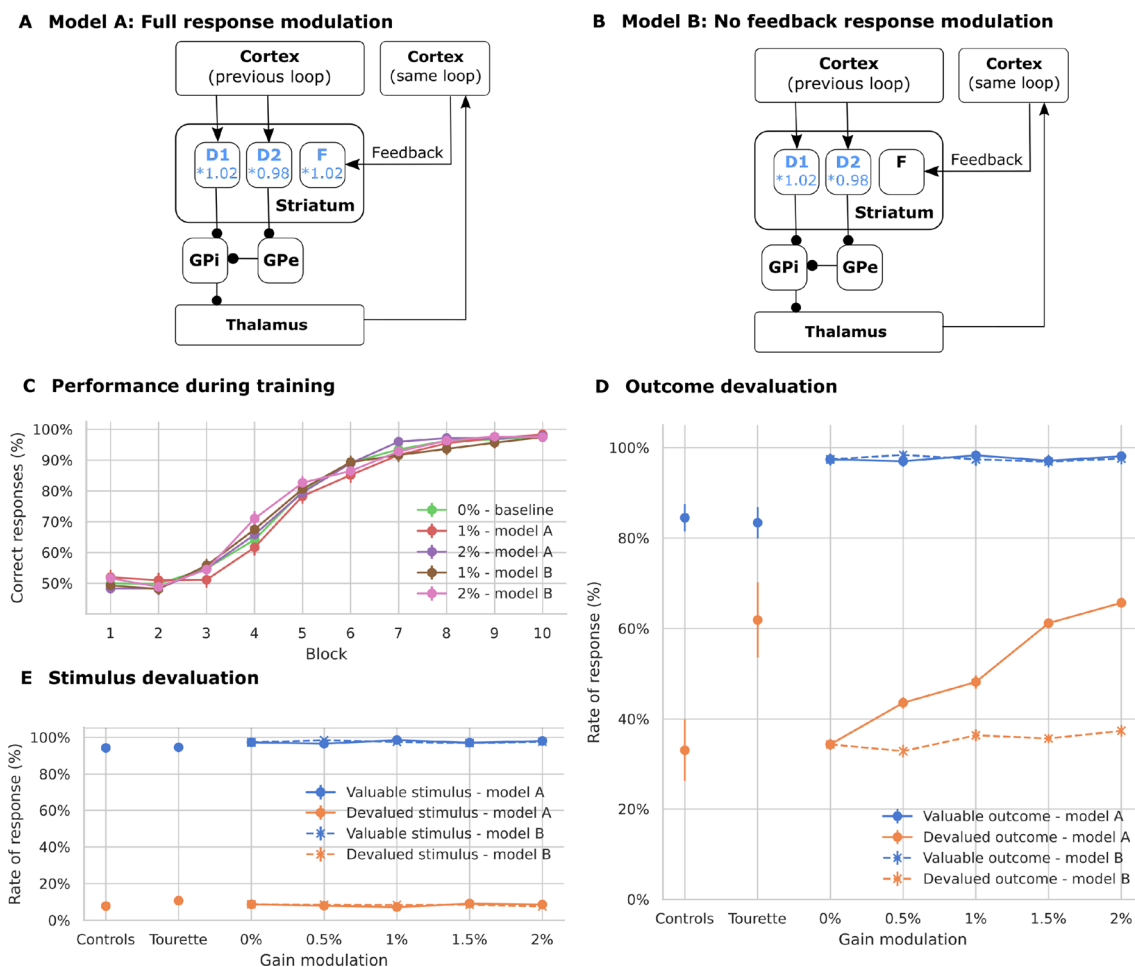 A Model A: Full response modulation
Cortex
(previous loop)
Cortex
(same loop)
D1
*1.02
D2
*0.98
F
*1.02
Feedback
Striatum
GPi
GPe
Thalamus
B Model B: No feedback response modulation
Cortex
(previous loop)
Cortex
(same loop)
D1
*1.02
D2
*0.98
F
Feedback
Striatum
GPi
GPe
Thalamus
C Performance during training
Correct responses (%)
100%
90%
80%
70%
60%
50%
0% - baseline
1% - model A
2% - model A
1% - model B
2% - model B
1 2 3 4 5 6 7 8 9 10
Block
D Outcome devaluation
Rate of response (%)
100%
80%
60%
40%
20%
0%
Valuable outcome - model A
Devalued outcome - model A
Valuable outcome - model B
Devalued outcome - model B
Controls Tourette 0% 0.5% 1% 1.5% 2%
Gain modulation
E Stimulus devaluation
Rate of response (%)
100%
80%
60%
40%
20%
0%
Valuable stimulus - model A
Devalued stimulus - model A
Valuable stimulus - model B
Devalued stimulus - model B
Controls Tourette 0% 0.5% 1% 1.5% 2%
Gain modulation